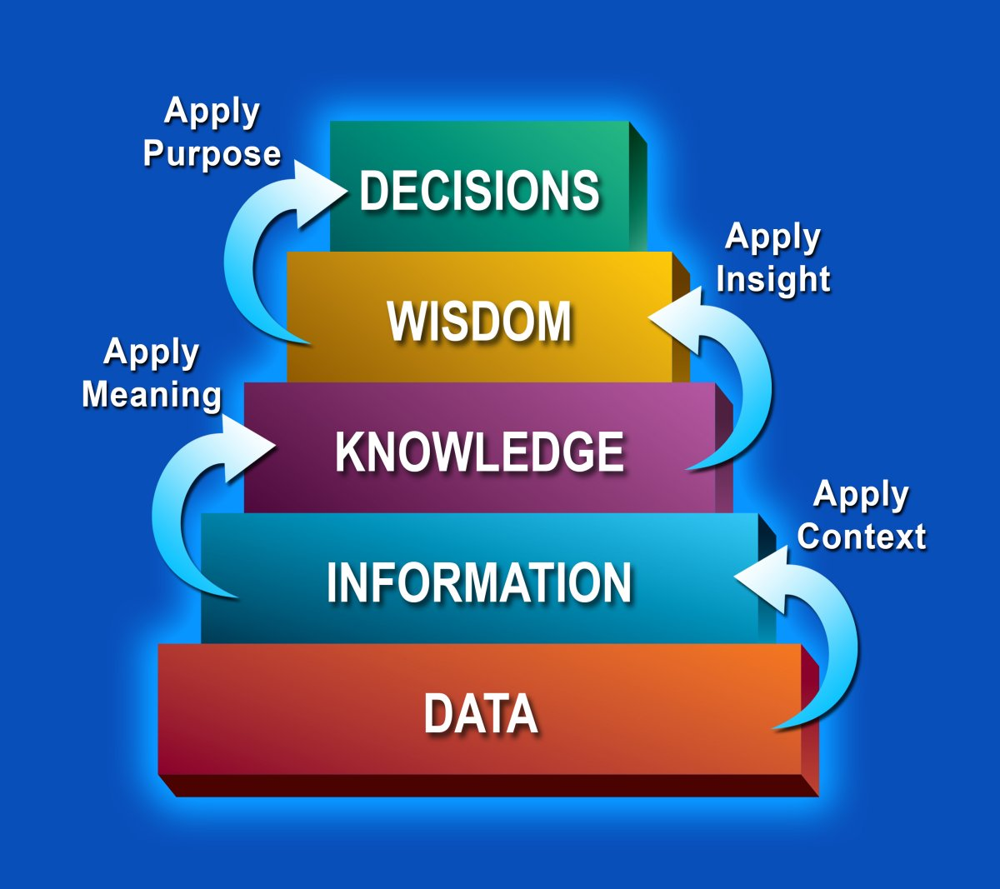 Apply
Purpose
DECISIONS
Apply
Insight
WISDOM
Apply
Meaning
KNOWLEDGE
Apply
Context
INFORMATION
DATA